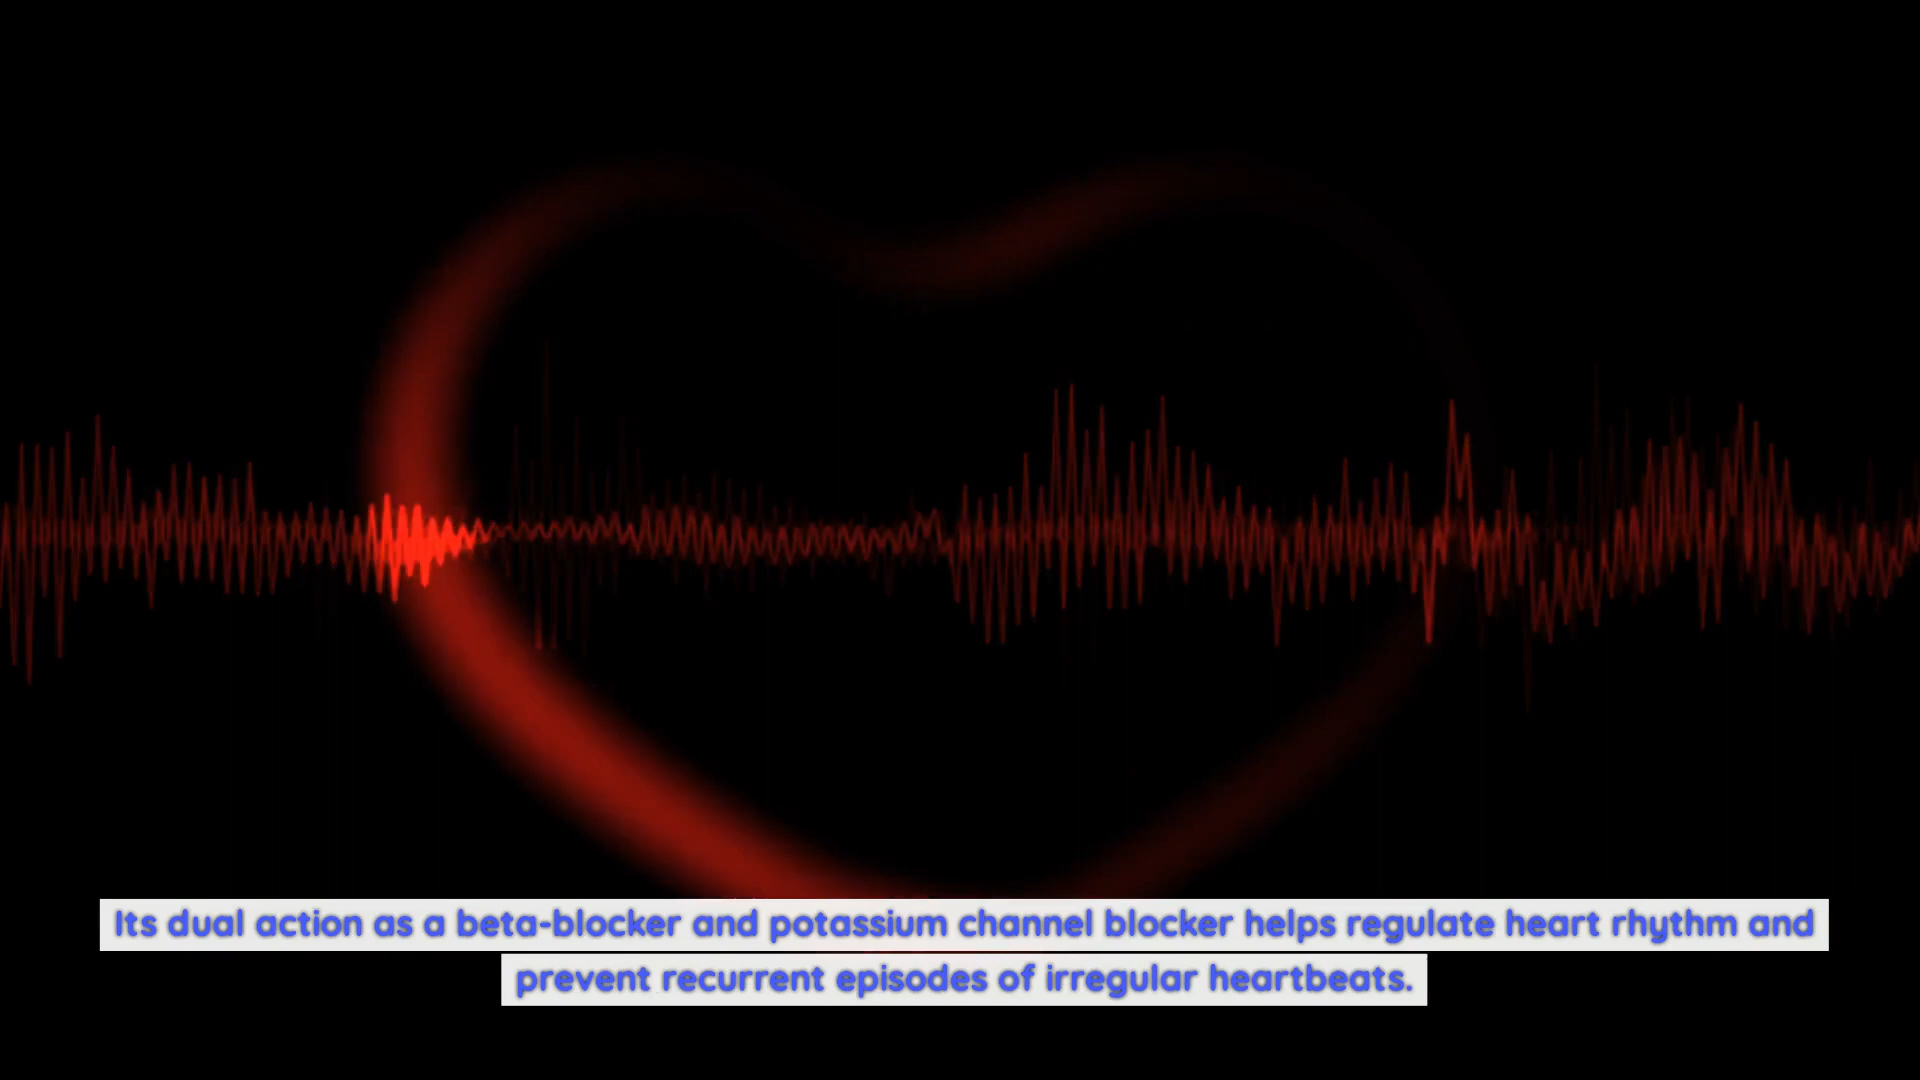 Its dual action as a beta-blocker and potassium channel blocker helps regulate heart rhythm and
prevent recurrent episodes of irregular heartbeats.